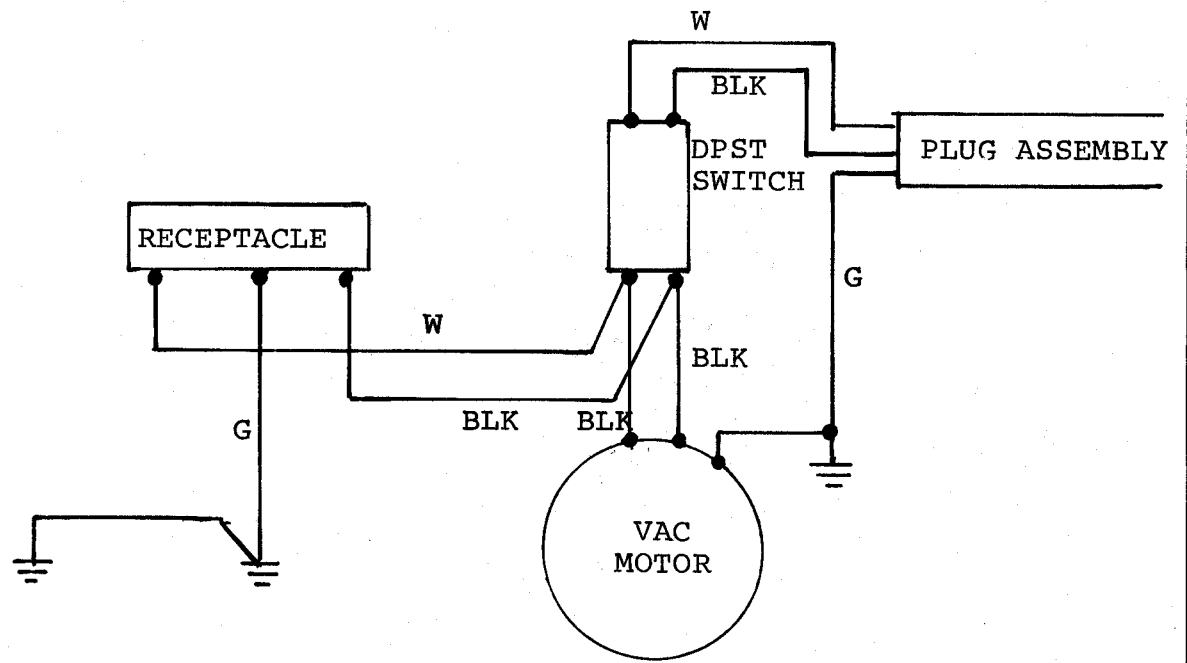 W
BLK
DPST
SWITCH
PLUG ASSEMBLY
RECEPTACLE
G
W
BLK
BLK
BLK
G
VAC
MOTOR